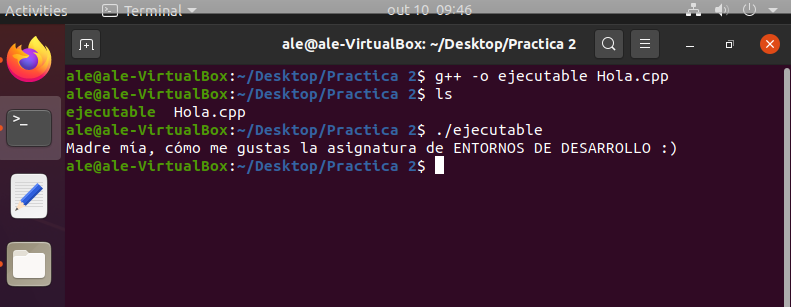 Activities Terminal out 10 09:46
ale@ale-VirtualBox: ~/Desktop/Practica 2
ale@ale-VirtualBox:~/Desktop/Practica 2$ g++ -o ejecutable Hola.cpp
ale@ale-VirtualBox:~/Desktop/Practica 2$ ls
ejecutable Hola.cpp
ale@ale-VirtualBox:~/Desktop/Practica 2$ ./ejecutable
Madre mía, cómo me gustas la asignatura de ENTORNOS DE DESARROLLO :)
ale@ale-VirtualBox:~/Desktop/Practica 2$